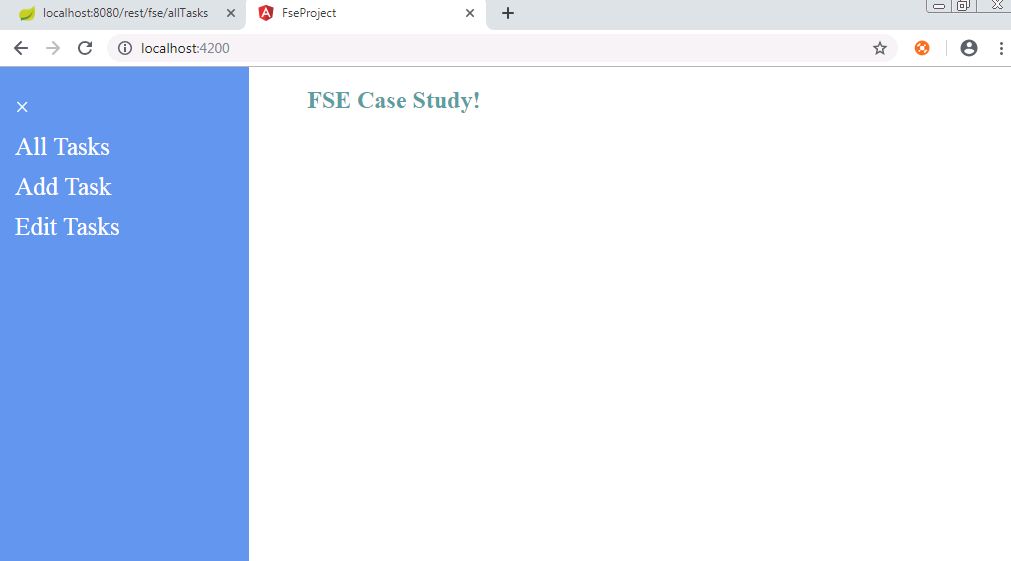 localhost:8080/rest/fse/allTasks
FseProject
localhost:4200
FSE Case Study!
×
All Tasks
Add Task
Edit Tasks